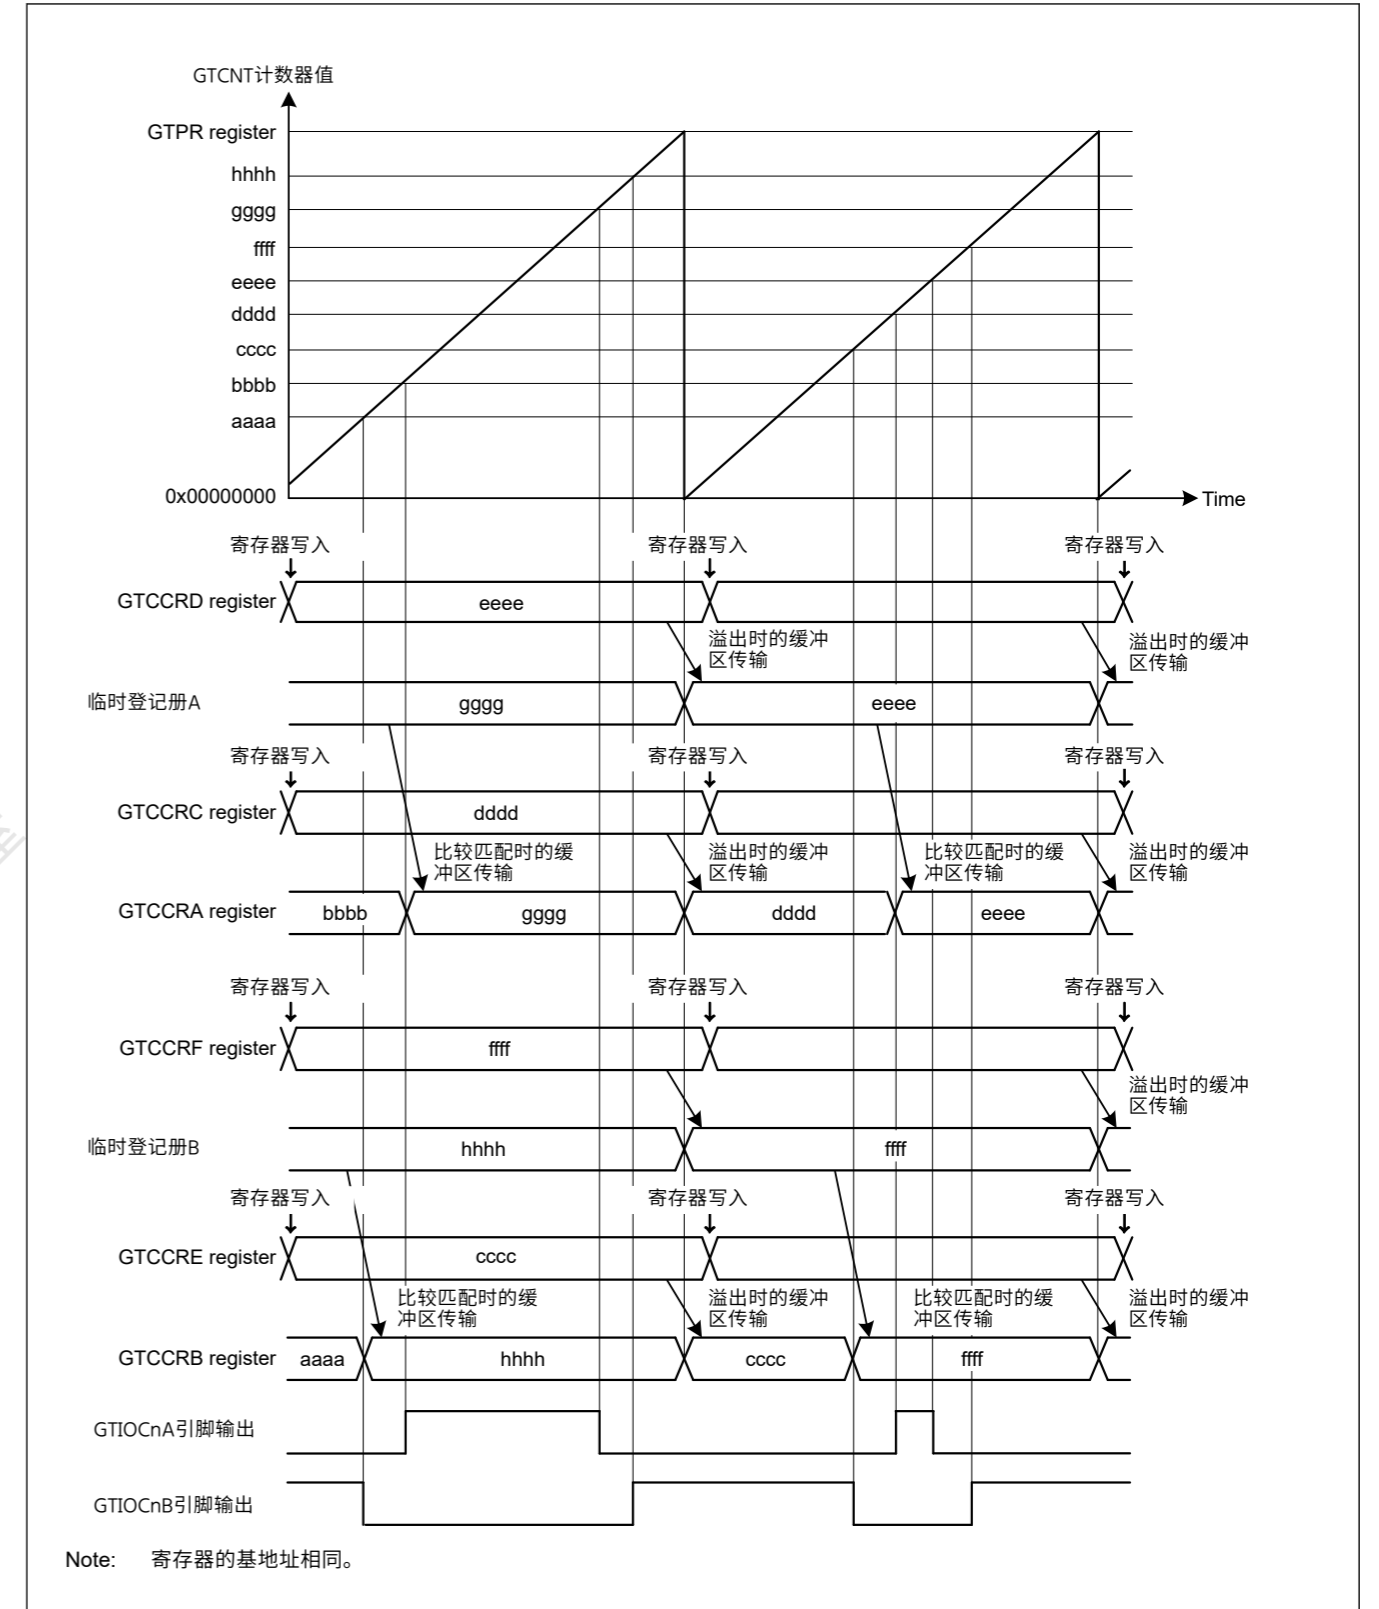 GTCNT计数器值
GTPR register
hhhh
gggg
ffff
eeee
dddd
cccc
bbbb
aaaa
0x00000000
Time
寄存器写入 寄存器写入 寄存器写入
GTCCRD register eeee
溢出时的缓冲 溢出时的缓冲
区传输 区传输
临时登记册A gggg eeee
寄存器写入 寄存器写入 寄存器写入
GTCCRC register dddd
比较匹配时的缓 溢出时的缓冲 比较匹配时的缓 溢出时的缓冲
冲区传输 区传输 冲区传输 区传输
GTCCRA register bbbb gggg dddd eeee
寄存器写入 寄存器写入 寄存器写入
GTCCRF register ffff
溢出时的缓冲
区传输
临时登记册B hhhh ffff
寄存器写入 寄存器写入 寄存器写入
GTCCRE register cccc
比较匹配时的缓 溢出时的缓冲 比较匹配时的缓 溢出时的缓冲
冲区传输 区传输 冲区传输 区传输
GTCCRB register aaaa hhhh cccc ffff
GTIOCnA引脚输出
GTIOCnB引脚输出
Note: 寄存器的基地址相同。